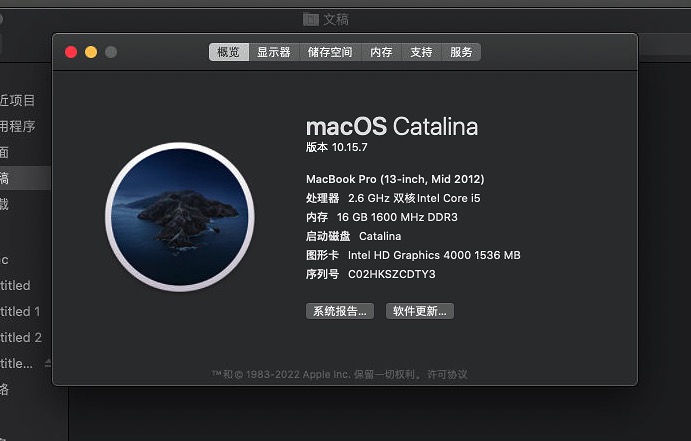 文稿
概览 显示器 储存空间 内存 支持 服务
近项目
用程序
面
稿
载
titled
titled 1
titled 2
title...
络
macOS Catalina
版本 10.15.7
MacBook Pro (13-inch, Mid 2012)
处理器 2.6 GHz 双核Intel Core i5
内存 16 GB 1600 MHz DDR3
启动磁盘 Catalina
图形卡 Intel HD Graphics 4000 1536 MB
序列号 C02HKSZCDTY3
系统报告... 软件更新...
™和© 1983-2022 Apple Inc. 保留一切权利。 许可协议